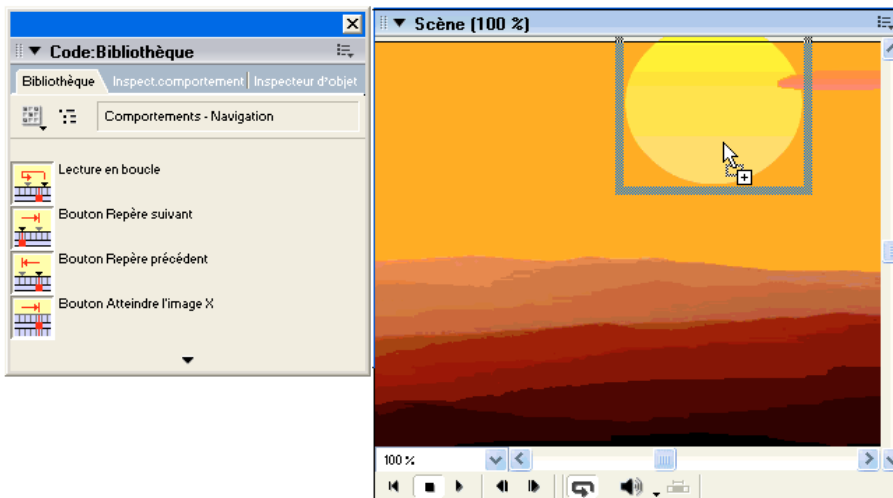 Code:Bibliothèque
Bibliothèque Inspect.comportement Inspecteur d'objet
Comportements - Navigation
Lecture en boucle
Bouton Repère suivant
Bouton Repère précédent
Bouton Atteindre l'image X
Scène (100 %)
100 %